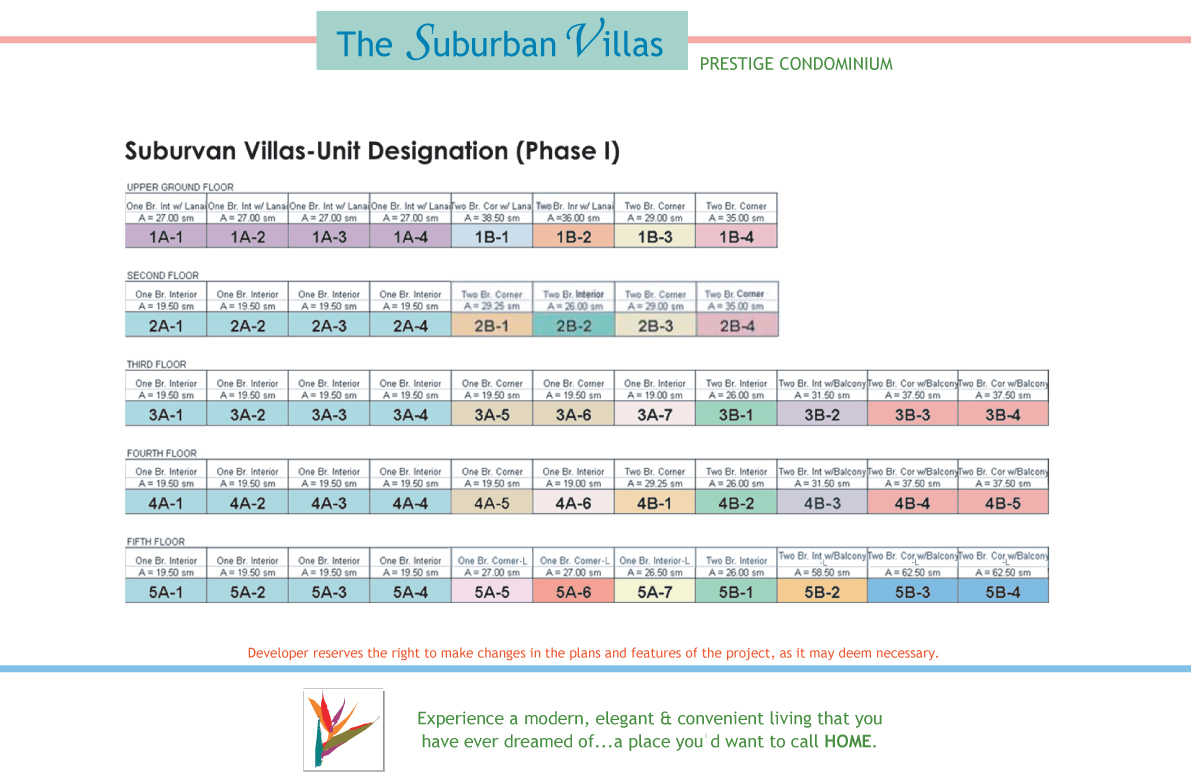 The Suburban Villas
PRESTIGE CONDOMINIUM
Suburvan Villas-Unit Designation (Phase I)
UPPER GROUND FLOOR
One Br. Int w/ Lanai One Br. Int w/ Lanai One Br. Int w/ Lanai One Br. Int w/ Lanai Two Br. Cor w/ Lanai Two Br. Inr w/ Lanai Two Br. Corner Two Br. Corner
A = 27.00 sm A = 27.00 sm A = 27.00 sm A = 27.00 sm A = 38.50 sm A =36.00 sm A = 29.00 sm A = 35.00 sm
1A-1 1A-2 1A-3 1A-4 1B-1 1B-2 1B-3 1B-4
SECOND FLOOR
One Br. Interior One Br. Interior One Br. Interior One Br. Interior Two Br. Corner Two Br. Interior Two Br. Corner Two Br. Corner
A = 19.50 sm A = 19.50 sm A = 19.50 sm A = 19.50 sm A = 29.25 sm A = 26.00 sm A = 29.00 sm A = 35.00 sm
2A-1 2A-2 2A-3 2A-4 2B-1 2B-2 2B-3 2B-4
THIRD FLOOR
One Br. Interior One Br. Interior One Br. Interior One Br. Interior One Br. Corner One Br. Corner One Br. Interior Two Br. Interior Two Br. Int w/Balcony Two Br. Cor w/Balcony Two Br. Cor w/Balcony
A = 19.50 sm A = 19.50 sm A = 19.50 sm A = 19.50 sm A = 19.50 sm A = 19.50 sm A = 19.00 sm A = 26.00 sm A = 31.50 sm A = 37.50 sm A = 37.50 sm
3A-1 3A-2 3A-3 3A-4 3A-5 3A-6 3A-7 3B-1 3B-2 3B-3 3B-4
FOURTH FLOOR
One Br. Interior One Br. Interior One Br. Interior One Br. Interior One Br. Corner One Br. Interior Two Br. Corner Two Br. Interior Two Br. Int w/Balcony Two Br. Cor w/Balcony Two Br. Cor w/Balcony
A = 19.50 sm A = 19.50 sm A = 19.50 sm A = 19.50 sm A = 19.50 sm A = 19.00 sm A = 29.25 sm A = 26.00 sm A = 31.50 sm A = 37.50 sm A = 37.50 sm
4A-1 4A-2 4A-3 4A-4 4A-5 4A-6 4B-1 4B-2 4B-3 4B-4 4B-5
FIFTH FLOOR
One Br. Interior One Br. Interior One Br. Interior One Br. Interior One Br. Corner-L One Br. Corner-L One Br. Interior-L Two Br. Interior Two Br. Int w/Balcony -L Two Br. Cor w/Balcony -L Two Br. Cor w/Balcony -L
A = 19.50 sm A = 19.50 sm A = 19.50 sm A = 19.50 sm A = 27.00 sm A = 27.00 sm A = 26.50 sm A = 26.00 sm A = 58.50 sm A = 62.50 sm A = 62.50 sm
5A-1 5A-2 5A-3 5A-4 5A-5 5A-6 5A-7 5B-1 5B-2 5B-3 5B-4
Developer reserves the right to make changes in the plans and features of the project, as it may deem necessary.
Experience a modern, elegant & convenient living that you
have ever dreamed of...a place you'd want to call HOME.